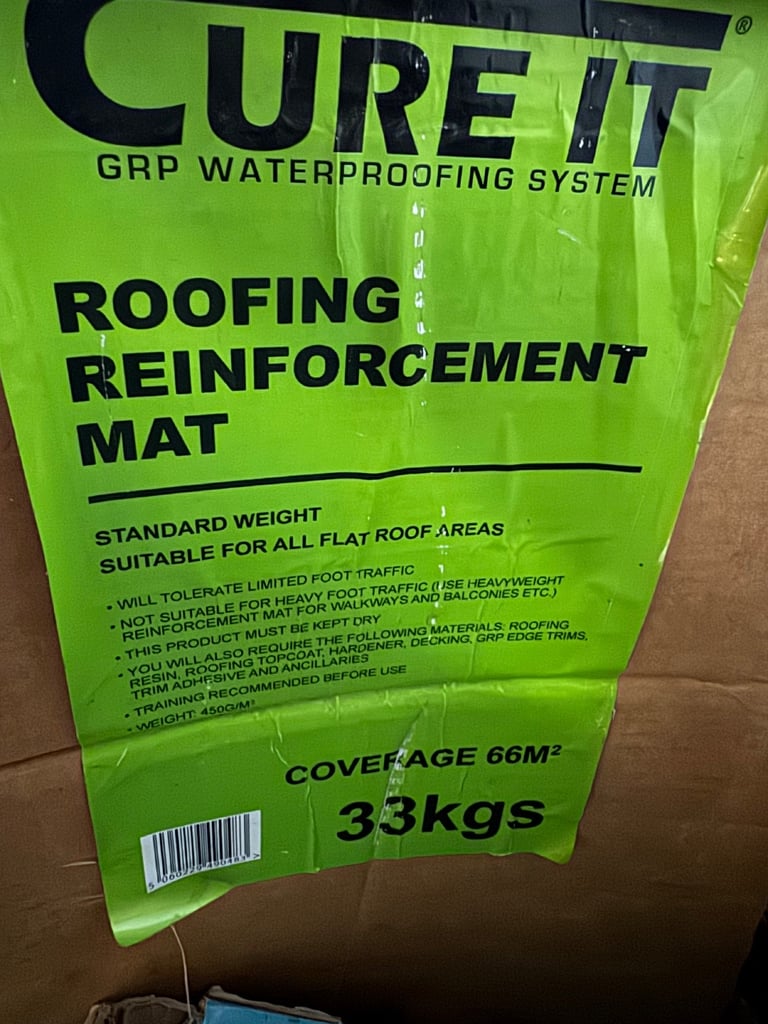 CURE IT®
GRP WATERPROOFING SYSTEM
ROOFING
REINFORCEMENT
MAT
STANDARD WEIGHT
SUITABLE FOR ALL FLAT ROOF AREAS
• WILL TOLERATE LIMITED FOOT TRAFFIC
• NOT SUITABLE FOR HEAVY FOOT TRAFFIC (USE HEAVYWEIGHT
REINFORCEMENT MAT FOR WALKWAYS AND BALCONIES ETC.)
• THIS PRODUCT MUST BE KEPT DRY
• YOU WILL ALSO REQUIRE THE FOLLOWING MATERIALS: ROOFING
RESIN, ROOFING TOPCOAT, HARDENER, DECKING, GRP EDGE TRIMS,
TRIM ADHESIVE AND ANCILLARIES
• TRAINING RECOMMENDED BEFORE USE
• WEIGHT: 450G/M²
COVERAGE 66M²
33kgs
5 060229 490483 >